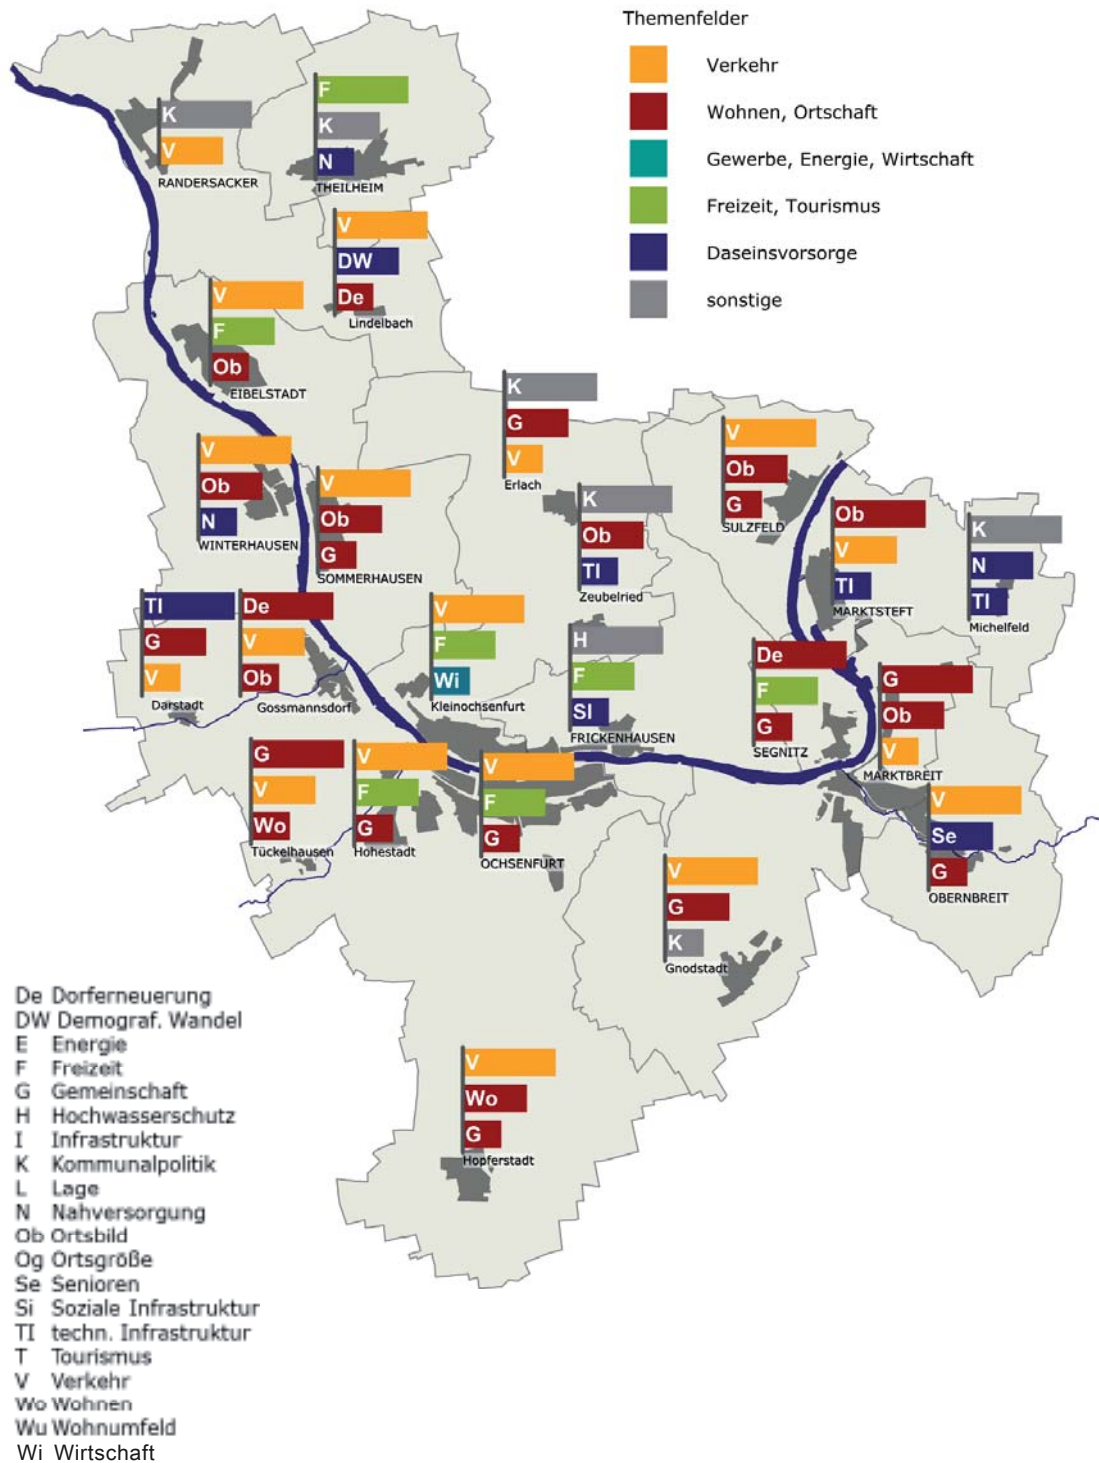 Themenfelder
Verkehr
Wohnen, Ortschaft
Gewerbe, Energie, Wirtschaft
Freizeit, Tourismus
Daseinsvorsorge
sonstige
K
V
RANDERSACKER
F
K
N
THEILHEIM
V
DW
De
Lindelbach
V
F
Ob
EIBELSTADT
K
G
V
Erlach
V
Ob
G
SULZFELD
V
Ob
N
WINTERHAUSEN
V
Ob
G
SOMMERHAUSEN
K
Ob
TI
Zeubelried
Ob
V
TI
MARKTSTEFT
K
N
TI
Michelfeld
TI
G
V
Darstadt
De
V
Ob
Gossmannsdorf
V
F
Wi
Kleinochsenfurt
H
F
SI
FRICKENHAUSEN
De
F
G
SEGNITZ
G
Ob
V
MARKTBREIT
G
V
Wo
Tückelhausen
V
F
G
Hohestadt
V
F
G
OCHSENFURT
V
Se
G
OBERNBREIT
V
G
K
Gnodstadt
V
Wo
G
Hopferstadt
De Dorferneuerung
DW Demograf. Wandel
E Energie
F Freizeit
G Gemeinschaft
H Hochwasserschutz
I Infrastruktur
K Kommunalpolitik
L Lage
N Nahversorgung
Ob Ortsbild
Og Ortsgröße
Se Senioren
Si Soziale Infrastruktur
TI techn. Infrastruktur
T Tourismus
V Verkehr
Wo Wohnen
Wu Wohnumfeld
Wi Wirtschaft